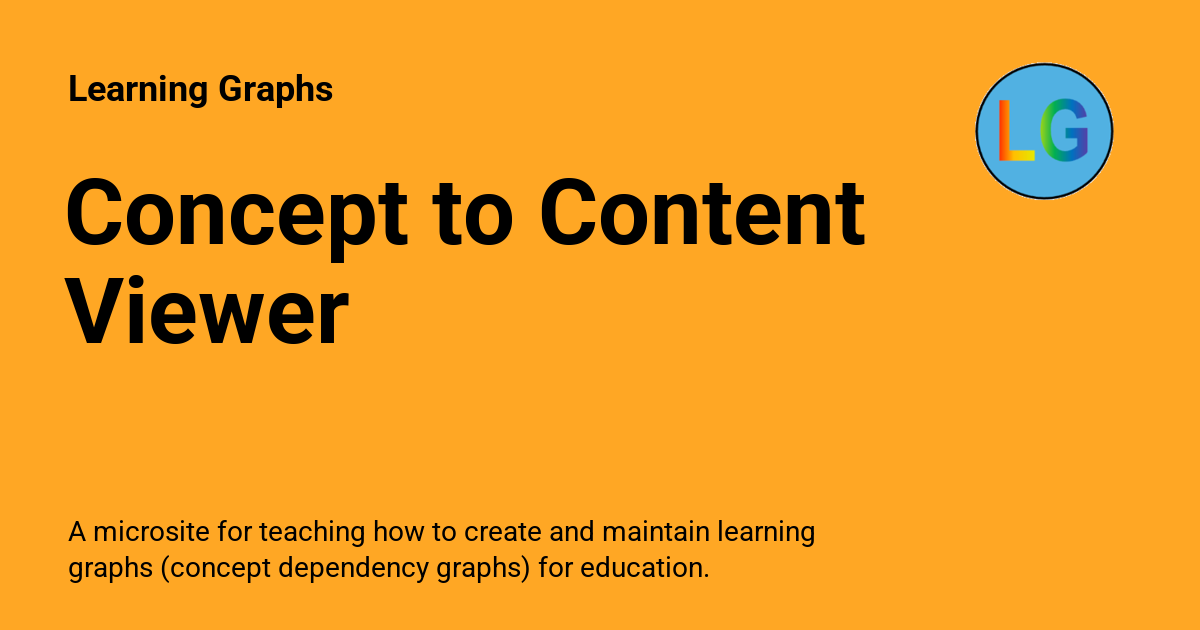 Learning Graphs
LG
Concept to Content
Viewer
A microsite for teaching how to create and maintain learning
graphs (concept dependency graphs) for education.